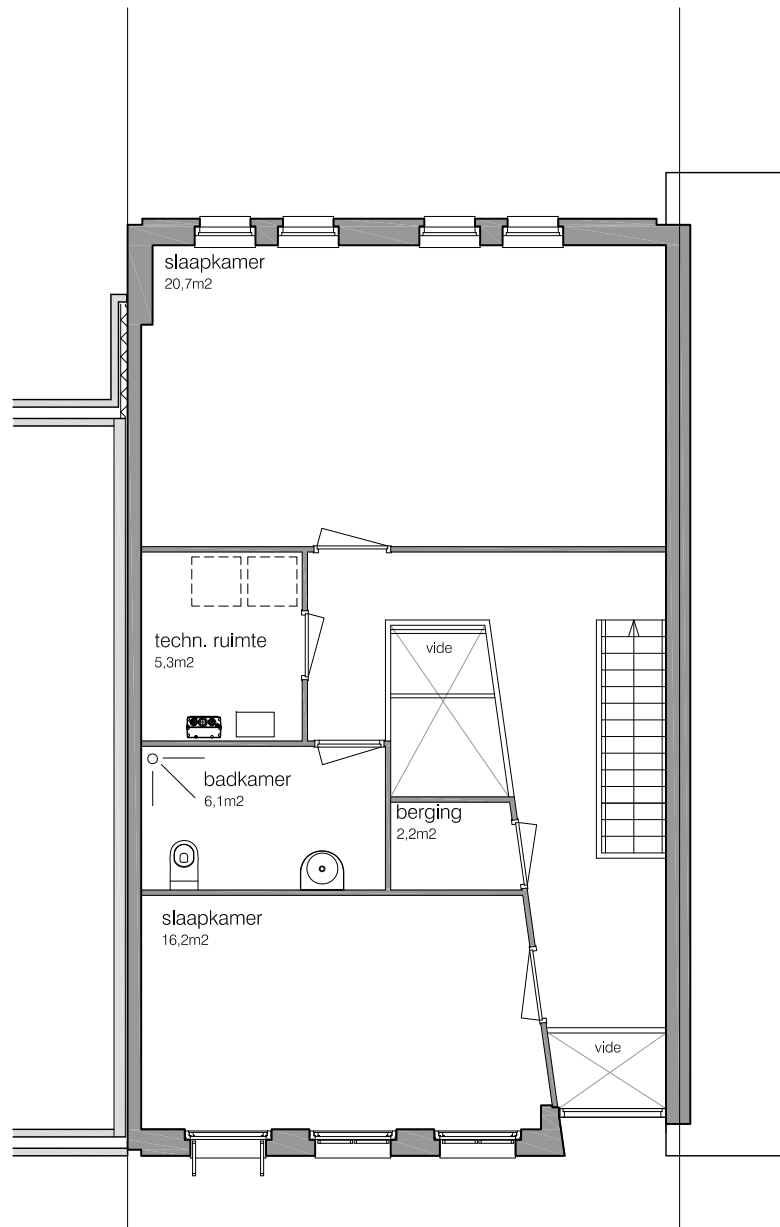 slaapkamer
20,7m2
techn. ruimte
5,3m2
vide
badkamer
6,1m2
berging
2,2m2
slaapkamer
16,2m2
vide